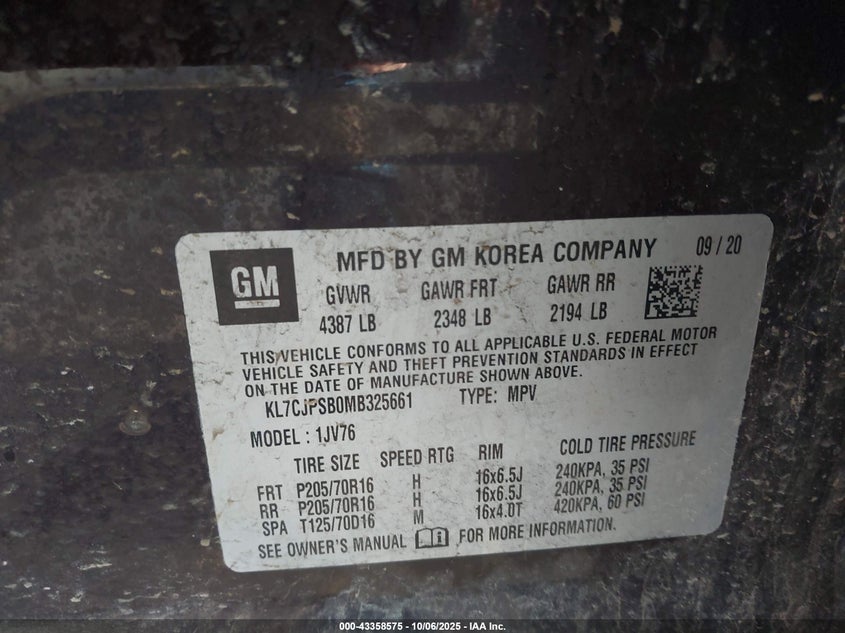 GM
MFD BY GM KOREA COMPANY 09/20
GVWR GAWR FRT GAWR RR
4387 LB 2348 LB 2194 LB
THIS VEHICLE CONFORMS TO ALL APPLICABLE U.S. FEDERAL MOTOR
VEHICLE SAFETY AND THEFT PREVENTION STANDARDS IN EFFECT
ON THE DATE OF MANUFACTURE SHOWN ABOVE.
KL7CJPSB0MB325661 TYPE: MPV
MODEL : 1JV76
TIRE SIZE SPEED RTG RIM COLD TIRE PRESSURE
FRT P205/70R16 H 16x6.5J 240KPA, 35 PSI
RR P205/70R16 H 16x6.5J 240KPA, 35 PSI
SPA T125/70D16 M 16x4.0T 420KPA, 60 PSI
SEE OWNER'S MANUAL FOR MORE INFORMATION.
000-43358575 - 10/06/2025 - IAA Inc.